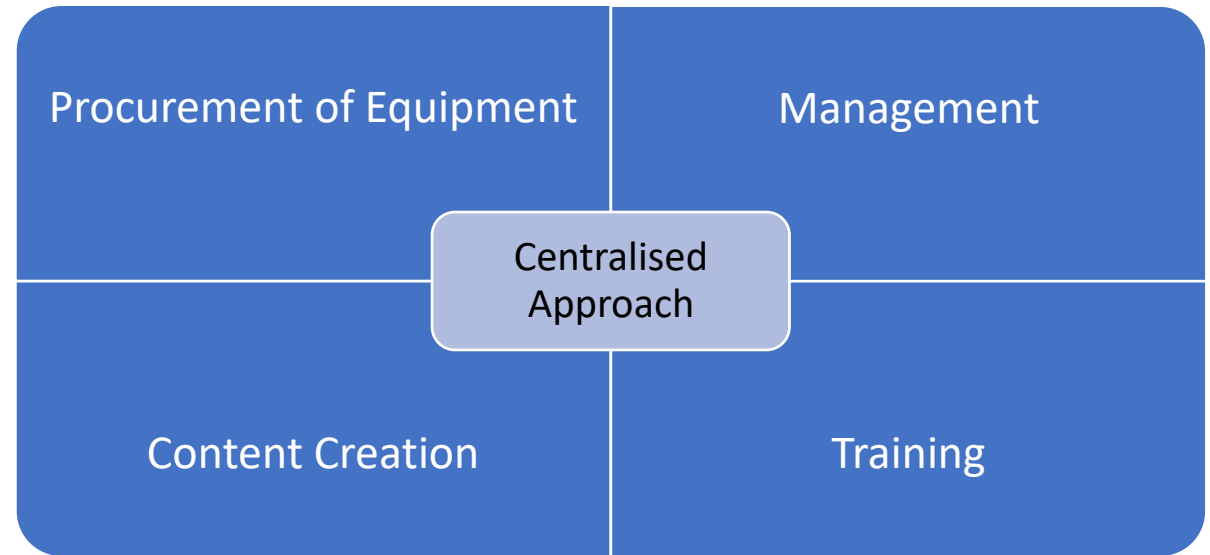 Procurement of Equipment
Management
Centralised
Approach
Content Creation
Training